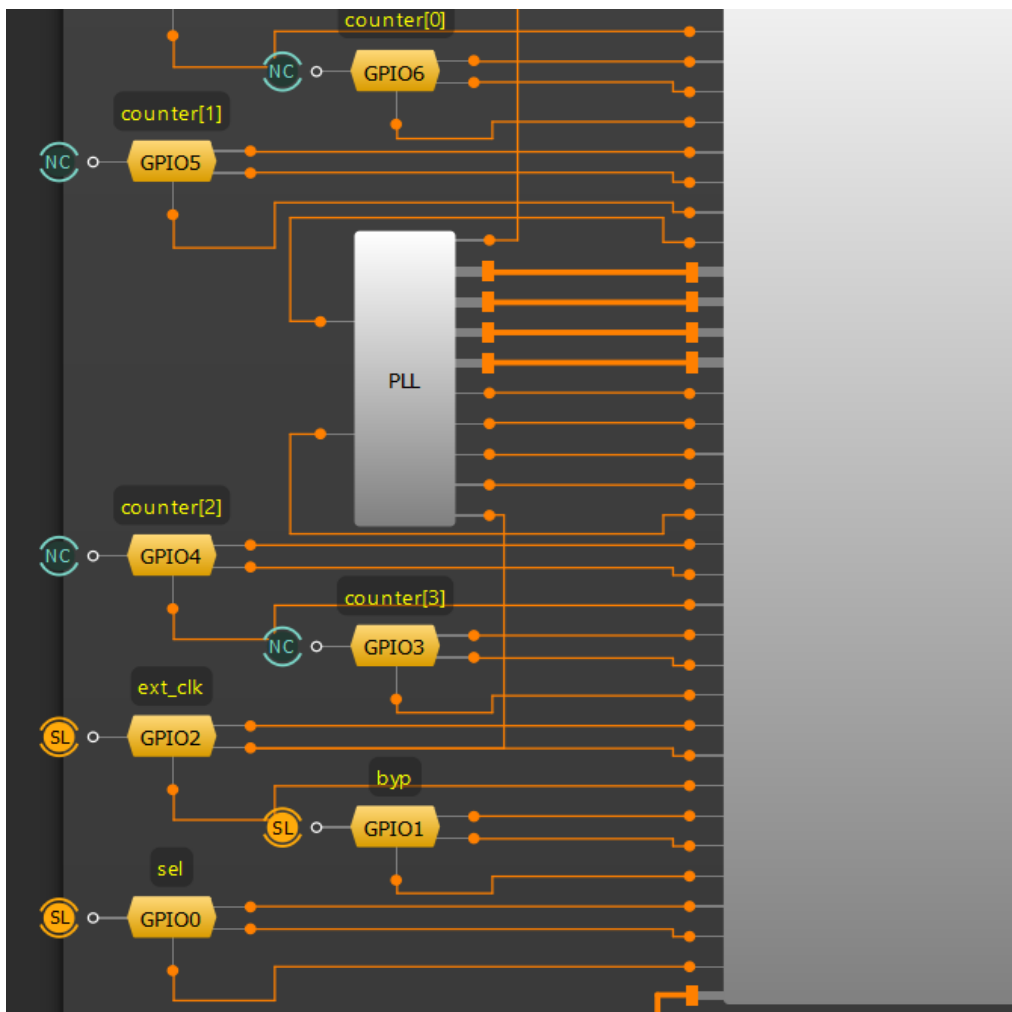 counter[0]
NC
GPIO6
counter[1]
NC
GPIO5
PLL
counter[2]
NC
GPIO4
counter[3]
NC
GPIO3
ext_clk
SL
GPIO2
byp
SL
GPIO1
sel
SL
GPIO0